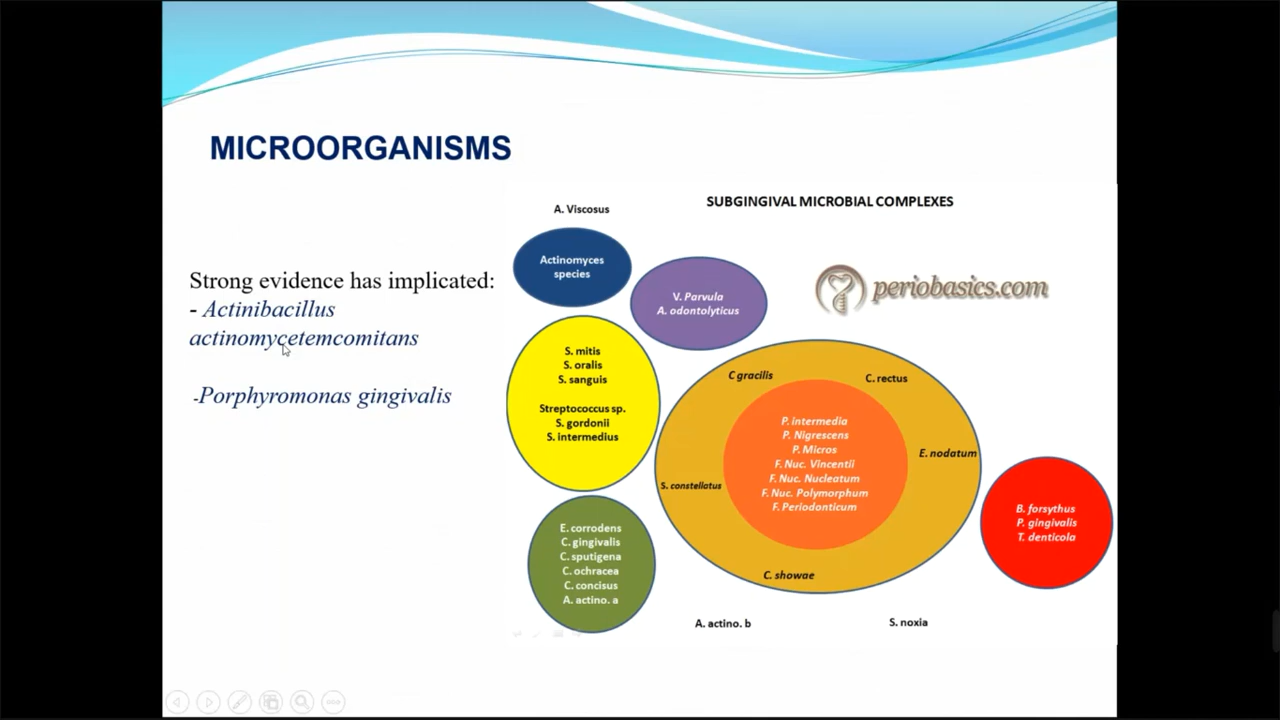 MICROORGANISMS
Strong evidence has implicated:
- Actinibacillus
actinomycetemcomitans
-Porphyromonas gingivalis
SUBGINGIVAL MICROBIAL COMPLEXES
A. Viscosus
Actinomyces
species
V. Parvula
A. odontolyticus
periobasics.com
S. mitis
S. oralis
S. sanguis
Streptococcus sp.
S. gordonii
S. intermedius
C gracilis
C. rectus
P. intermedia
P. Nigrescens
P. Micros
F. Nuc. Vincentii
F. Nuc. Nucleatum
F. Nuc. Polymorphum
F. Periodonticum
E. nodatum
S. constellatus
C. showae
B. forsythus
P. gingivalis
T. denticola
E. corrodens
C. gingivalis
C. sputigena
C. ochracea
C. concisus
A. actino. a
A. actino. b
S. noxia